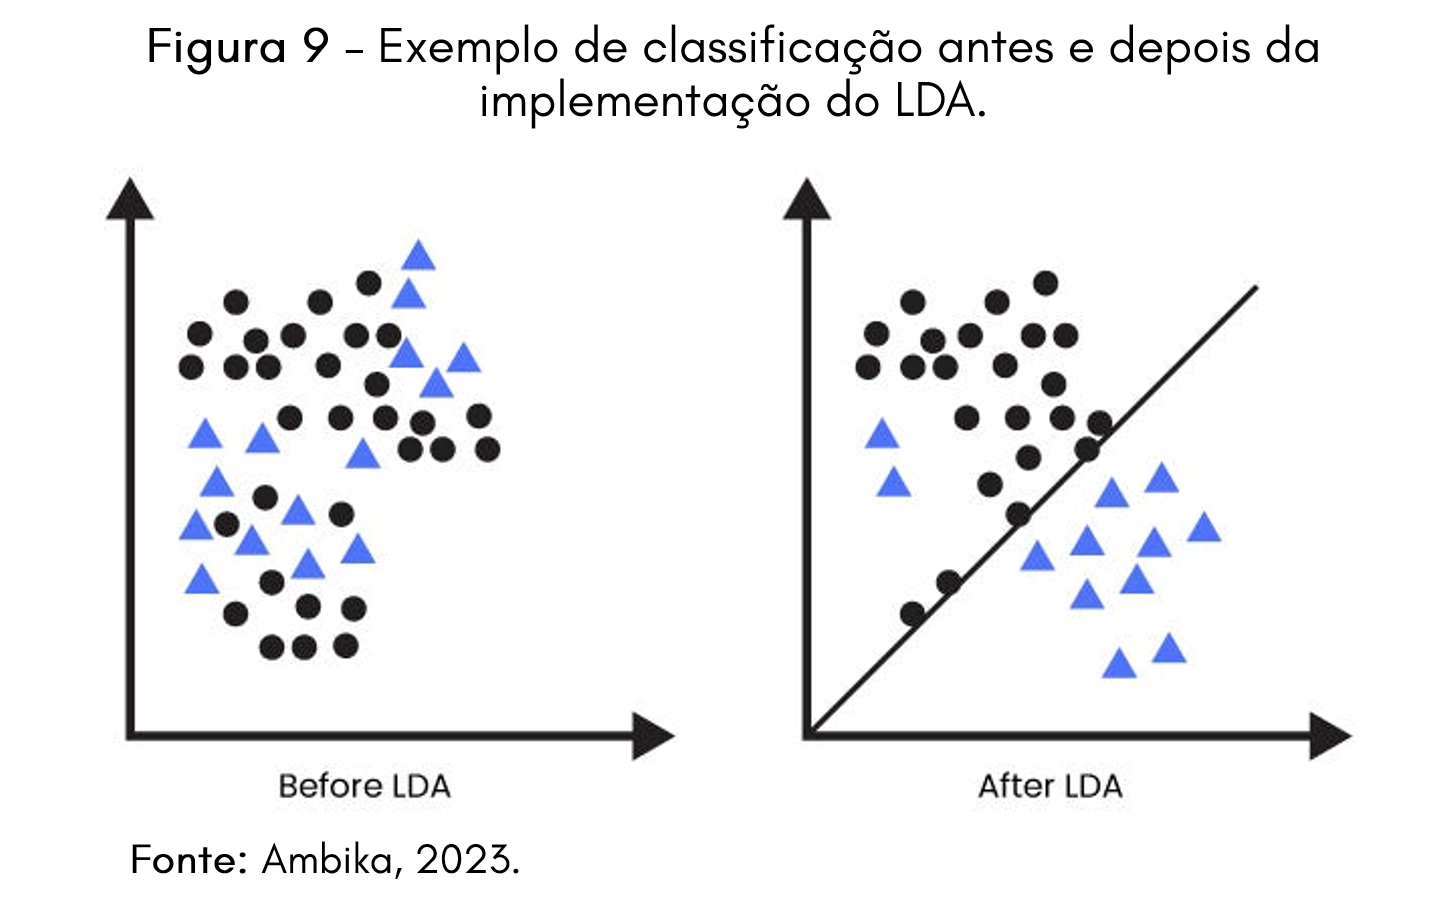 Figura 9 – Exemplo de classificação antes e depois da
implementação do LDA.
Before LDA
After LDA
Fonte: Ambika, 2023.